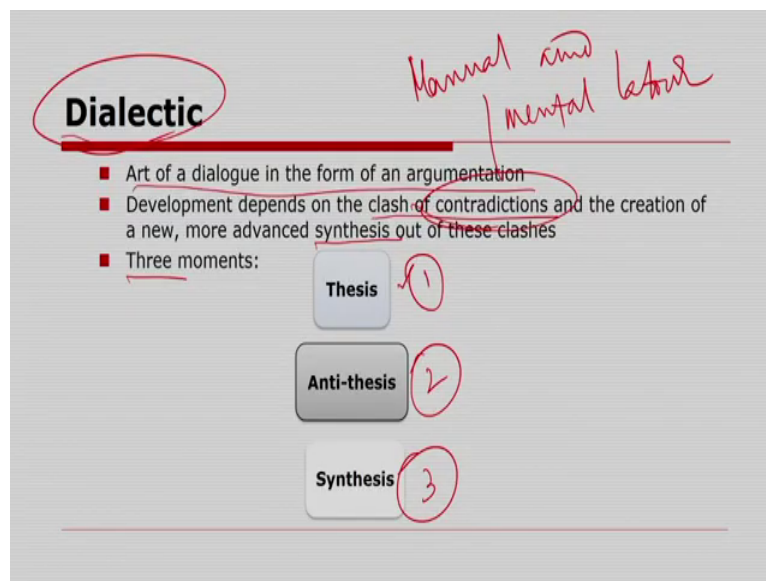 Manual and
mental labour
Dialectic
Art of a dialogue in the form of an argumentation
Development depends on the clash of contradictions and the creation of
a new, more advanced synthesis out of these clashes
Three moments:
Thesis
1
Anti-thesis
2
Synthesis
3